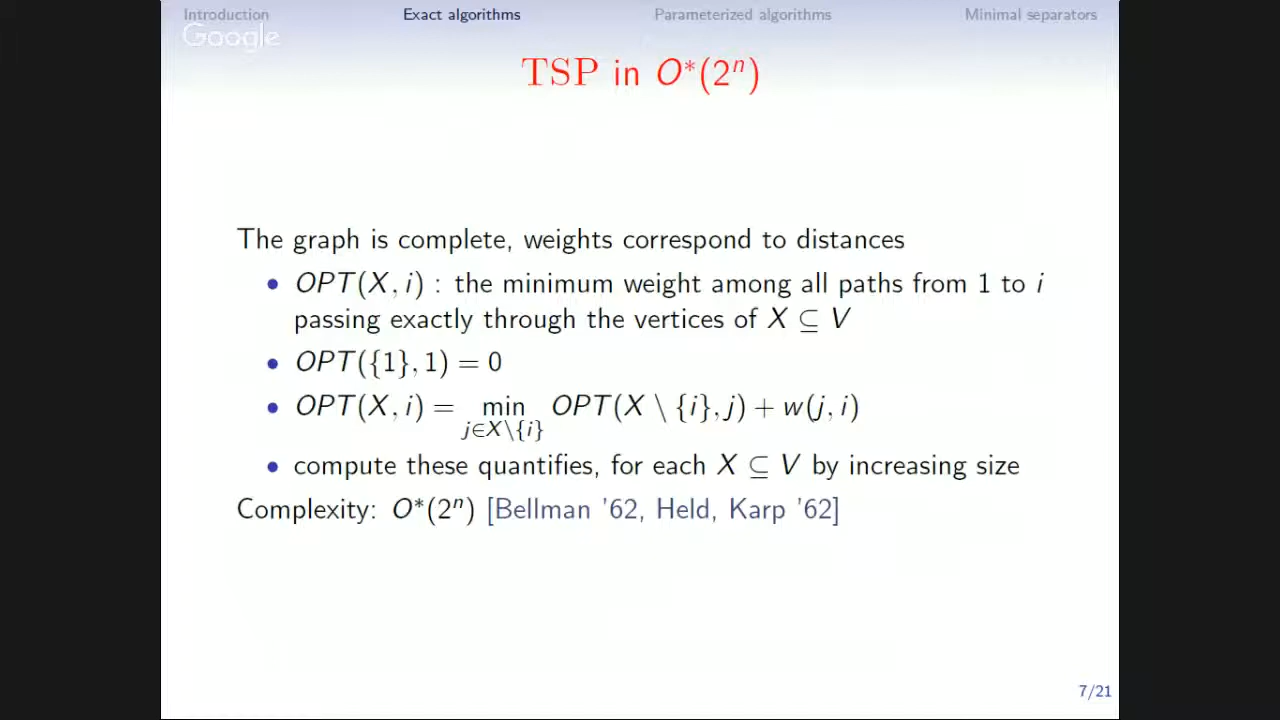 Introduction Exact algorithms Parameterized algorithms Minimal separators
Google
TSP in O*(2ⁿ)
The graph is complete, weights correspond to distances
• OPT(X, i) : the minimum weight among all paths from 1 to i
passing exactly through the vertices of X ⊆ V
• OPT({1}, 1) = 0
• OPT(X, i) = min OPT(X \ {i}, j) + w(j, i)
j∈X\{i}
• compute these quantifies, for each X ⊆ V by increasing size
Complexity: O*(2ⁿ) [Bellman '62, Held, Karp '62]
7/21